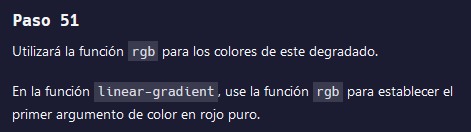 Paso 51
Utilizará la función rgb para los colores de este degradado.
En la función linear-gradient, use la función rgb para establecer el
primer argumento de color en rojo puro.